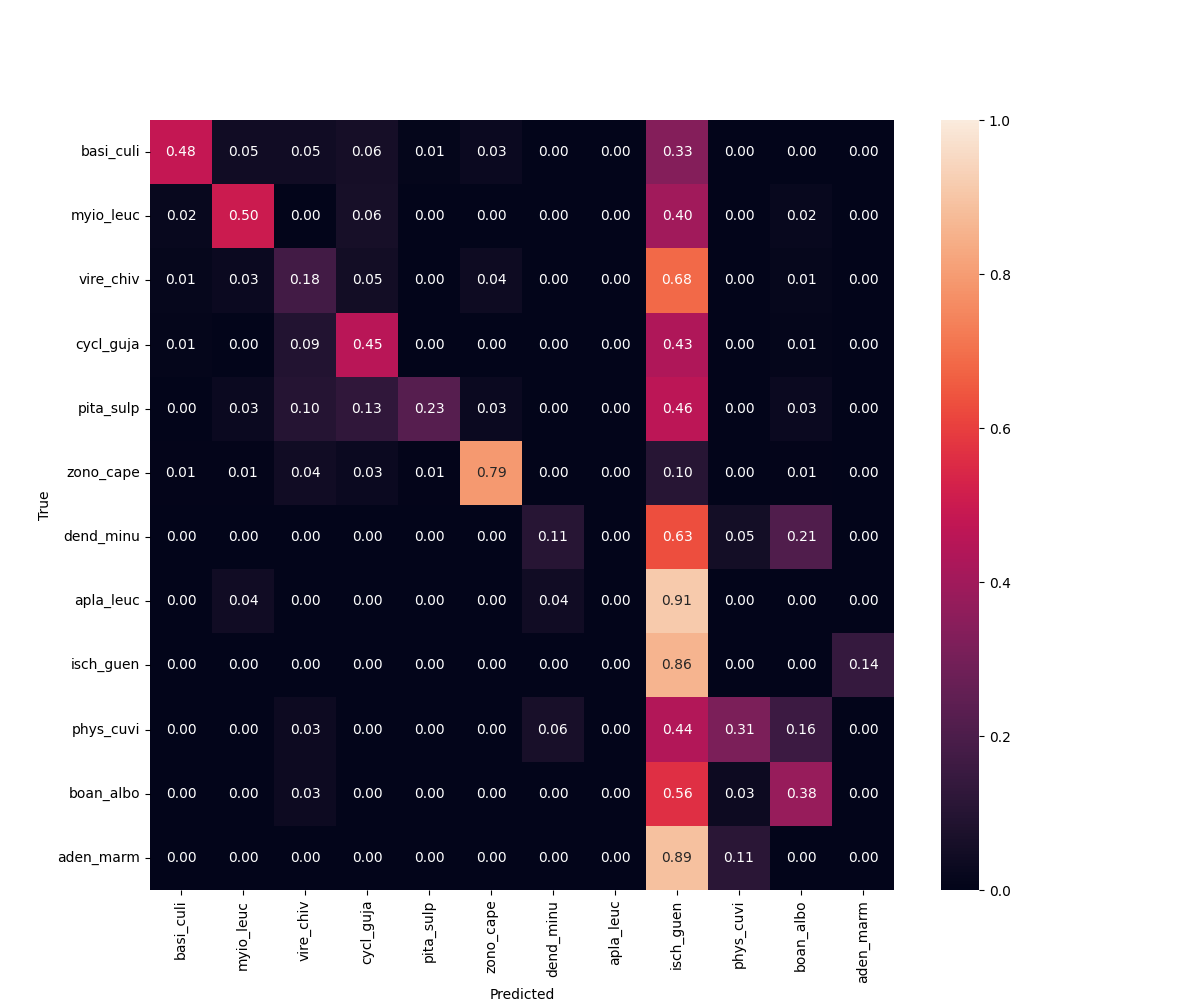 basi_culi 0.48 0.05 0.05 0.06 0.01 0.03 0.00 0.00 0.33 0.00 0.00 0.00
myio_leuc 0.02 0.50 0.00 0.06 0.00 0.00 0.00 0.00 0.40 0.00 0.02 0.00
vire_chiv 0.01 0.03 0.18 0.05 0.00 0.04 0.00 0.00 0.68 0.00 0.01 0.00
cycl_guja 0.01 0.00 0.09 0.45 0.00 0.00 0.00 0.00 0.43 0.00 0.01 0.00
pita_sulp 0.00 0.03 0.10 0.13 0.23 0.03 0.00 0.00 0.46 0.00 0.03 0.00
zono_cape 0.01 0.01 0.04 0.03 0.01 0.79 0.00 0.00 0.10 0.00 0.01 0.00
dend_minu 0.00 0.00 0.00 0.00 0.00 0.00 0.11 0.00 0.63 0.05 0.21 0.00
apla_leuc 0.00 0.04 0.00 0.00 0.00 0.00 0.04 0.00 0.91 0.00 0.00 0.00
isch_guen 0.00 0.00 0.00 0.00 0.00 0.00 0.00 0.00 0.86 0.00 0.00 0.14
phys_cuvi 0.00 0.00 0.03 0.00 0.00 0.00 0.06 0.00 0.44 0.31 0.16 0.00
boan_albo 0.00 0.00 0.03 0.00 0.00 0.00 0.00 0.00 0.56 0.03 0.38 0.00
aden_marm 0.00 0.00 0.00 0.00 0.00 0.00 0.00 0.00 0.89 0.11 0.00 0.00
True
basi_culi myio_leuc vire_chiv cycl_guja pita_sulp zono_cape dend_minu apla_leuc isch_guen phys_cuvi boan_albo aden_marm
Predicted
1.0
0.8
0.6
0.4
0.2
0.0